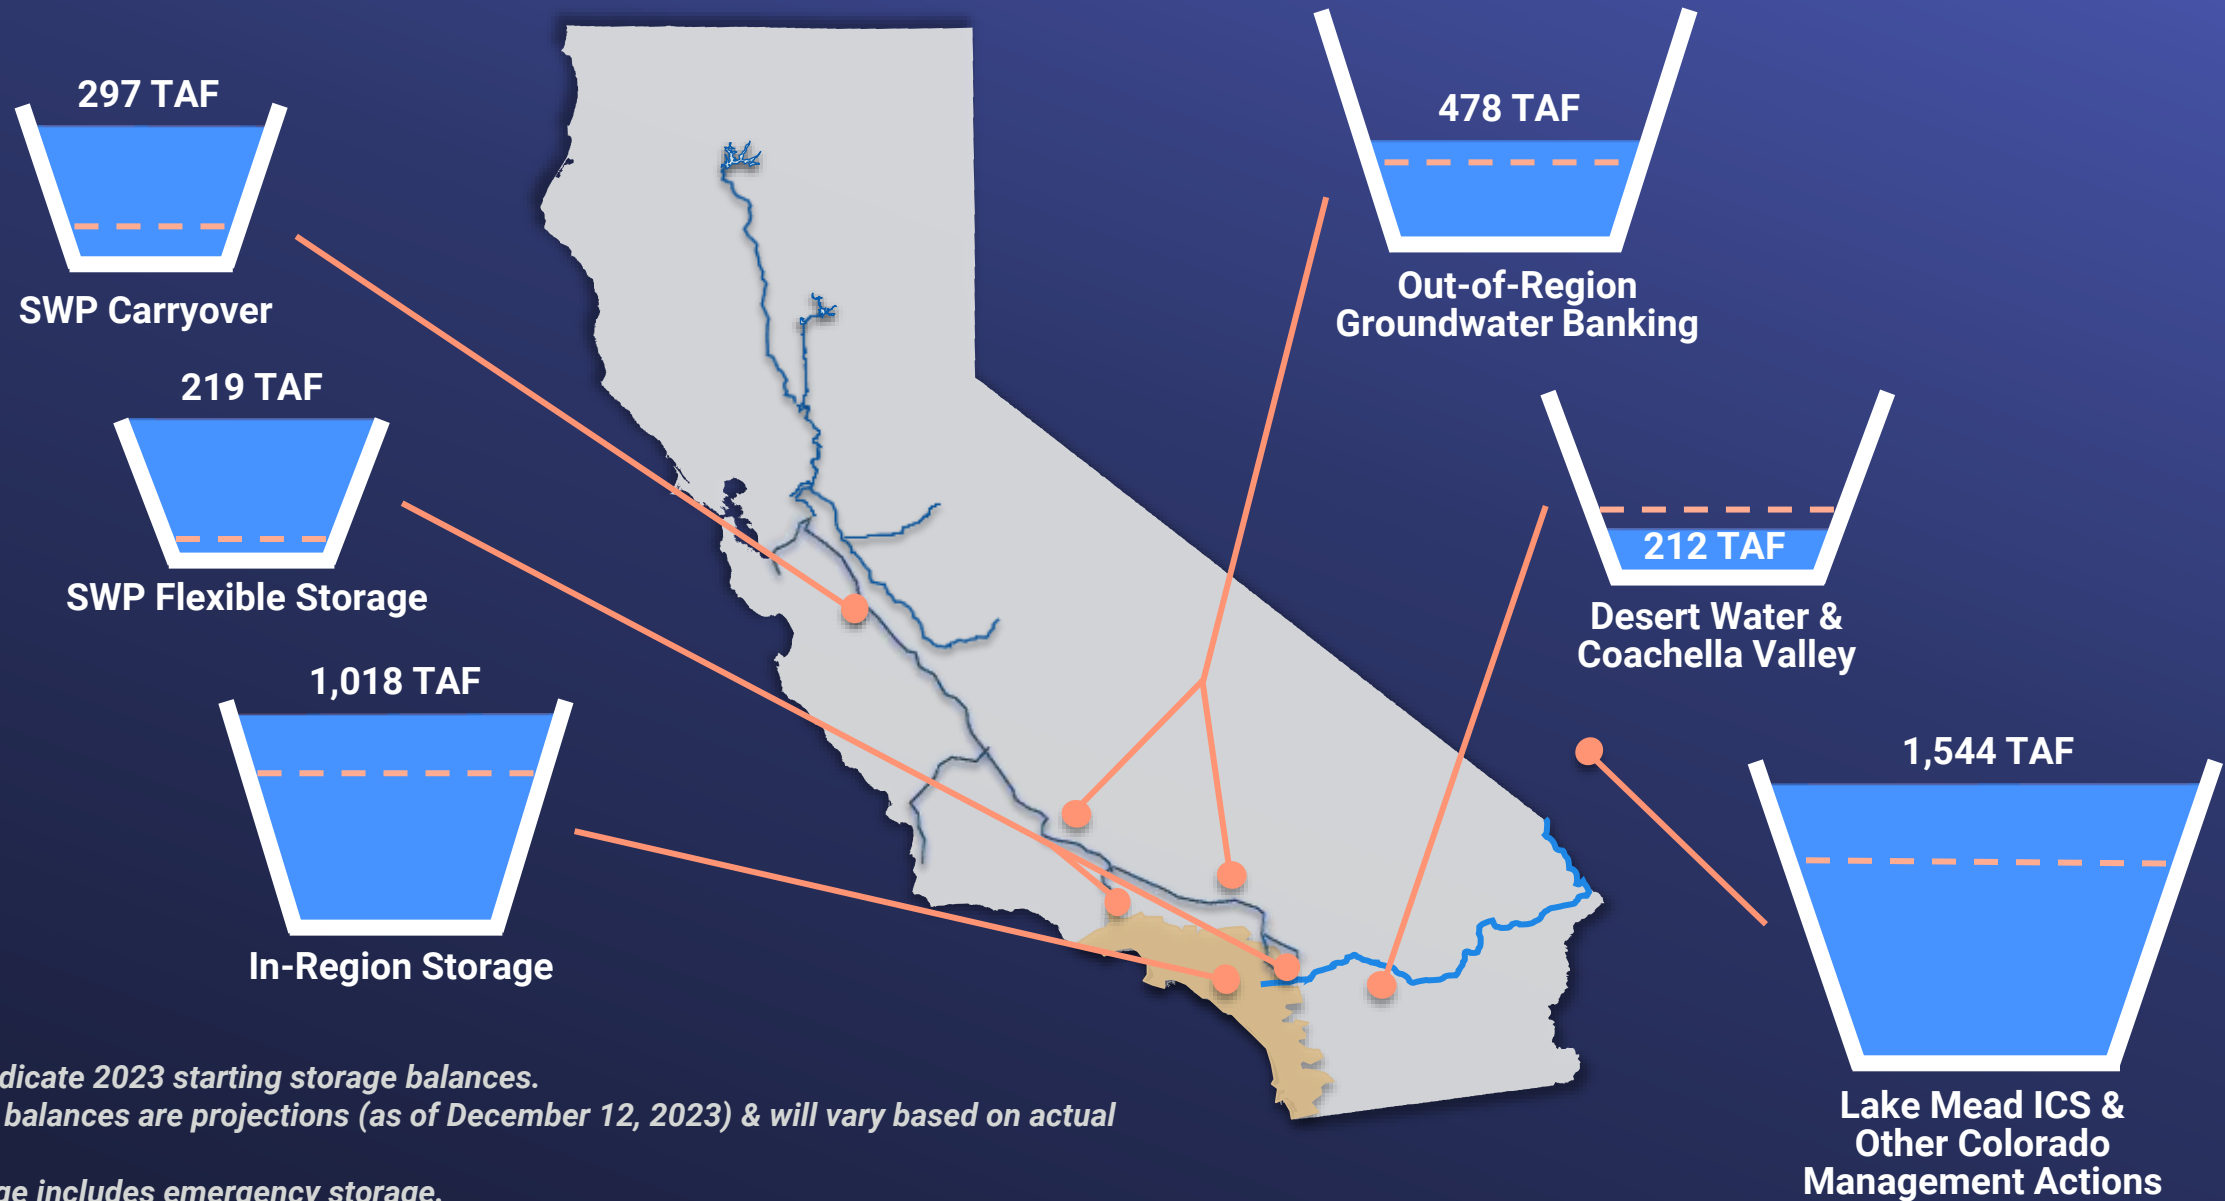 297 TAF
SWP Carryover
219 TAF
SWP Flexible Storage
1,018 TAF
In-Region Storage
478 TAF
Out-of-Region
Groundwater Banking
212 TAF
Desert Water &
Coachella Valley
1,544 TAF
Lake Mead ICS &
Other Colorado
Management Actions
2023 starting storage balances.
balances are projections (as of December 12, 2023) & will vary based on actual
includes emergency storage.